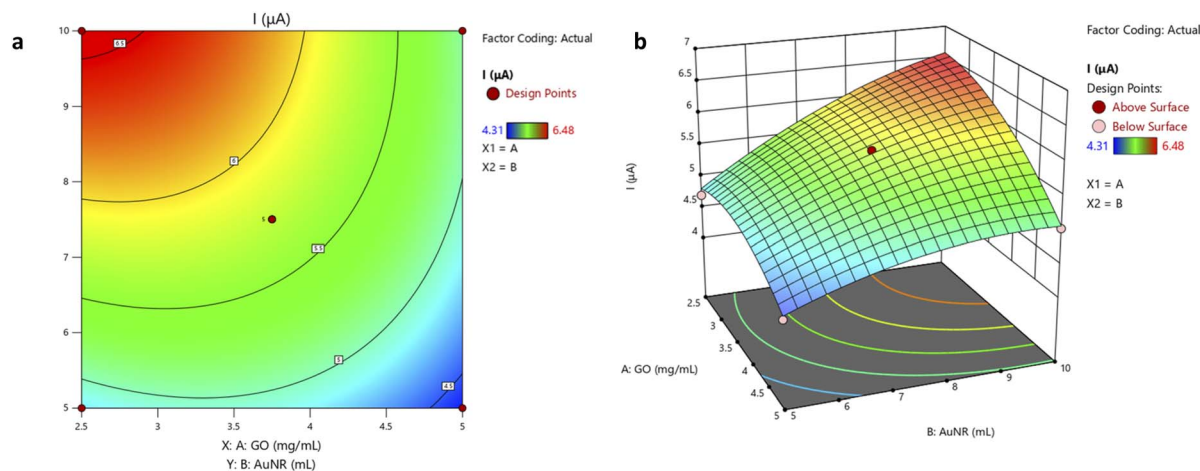 a
I (µA)
10
9
8
7
6
5
2.5
3
3.5
4
4.5
5
6.5
6
5.5
5
4.5
5
X: A: GO (mg/mL)
Y: B: AuNR (mL)
Factor Coding: Actual
I (µA)
Design Points
4.31 6.48
X1 = A
X2 = B
b
7
6.5
6
5.5
5
4.5
4
I (µA)
2.5
3
3.5
4
4.5
5
A: GO (mg/mL)
5
6
7
8
9
10
B: AuNR (mL)
Factor Coding: Actual
I (µA)
Design Points:
Above Surface
Below Surface
4.31 6.48
X1 = A
X2 = B